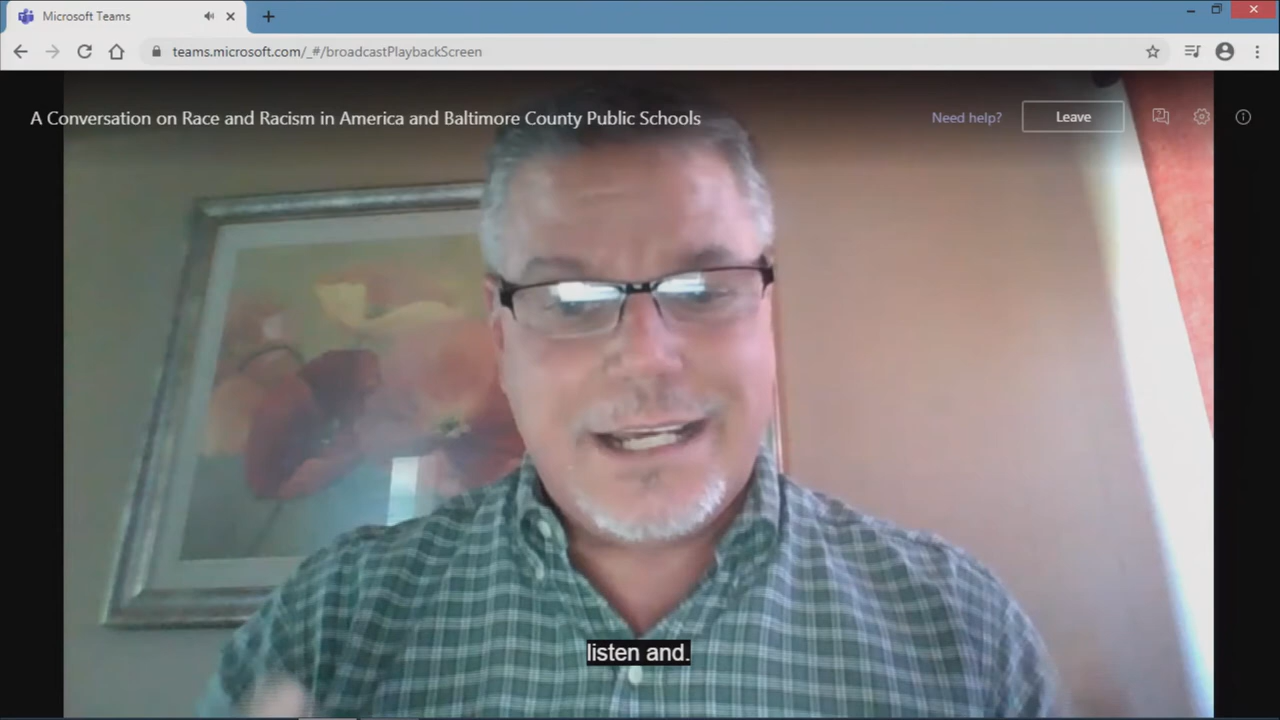 Microsoft Teams
teams.microsoft.com/_#/broadcastPlaybackScreen
A Conversation on Race and Racism in America and Baltimore County Public Schools
Need help?
Leave
listen and.